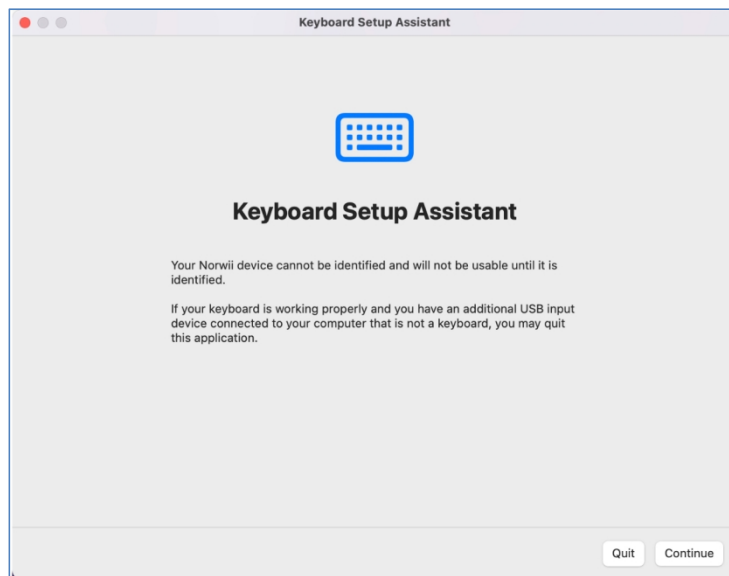 Keyboard Setup Assistant
Keyboard Setup Assistant
Your Norwii device cannot be identified and will not be usable until it is
identified.
If your keyboard is working properly and you have an additional USB input
device connected to your computer that is not a keyboard, you may quit
this application.
Quit Continue